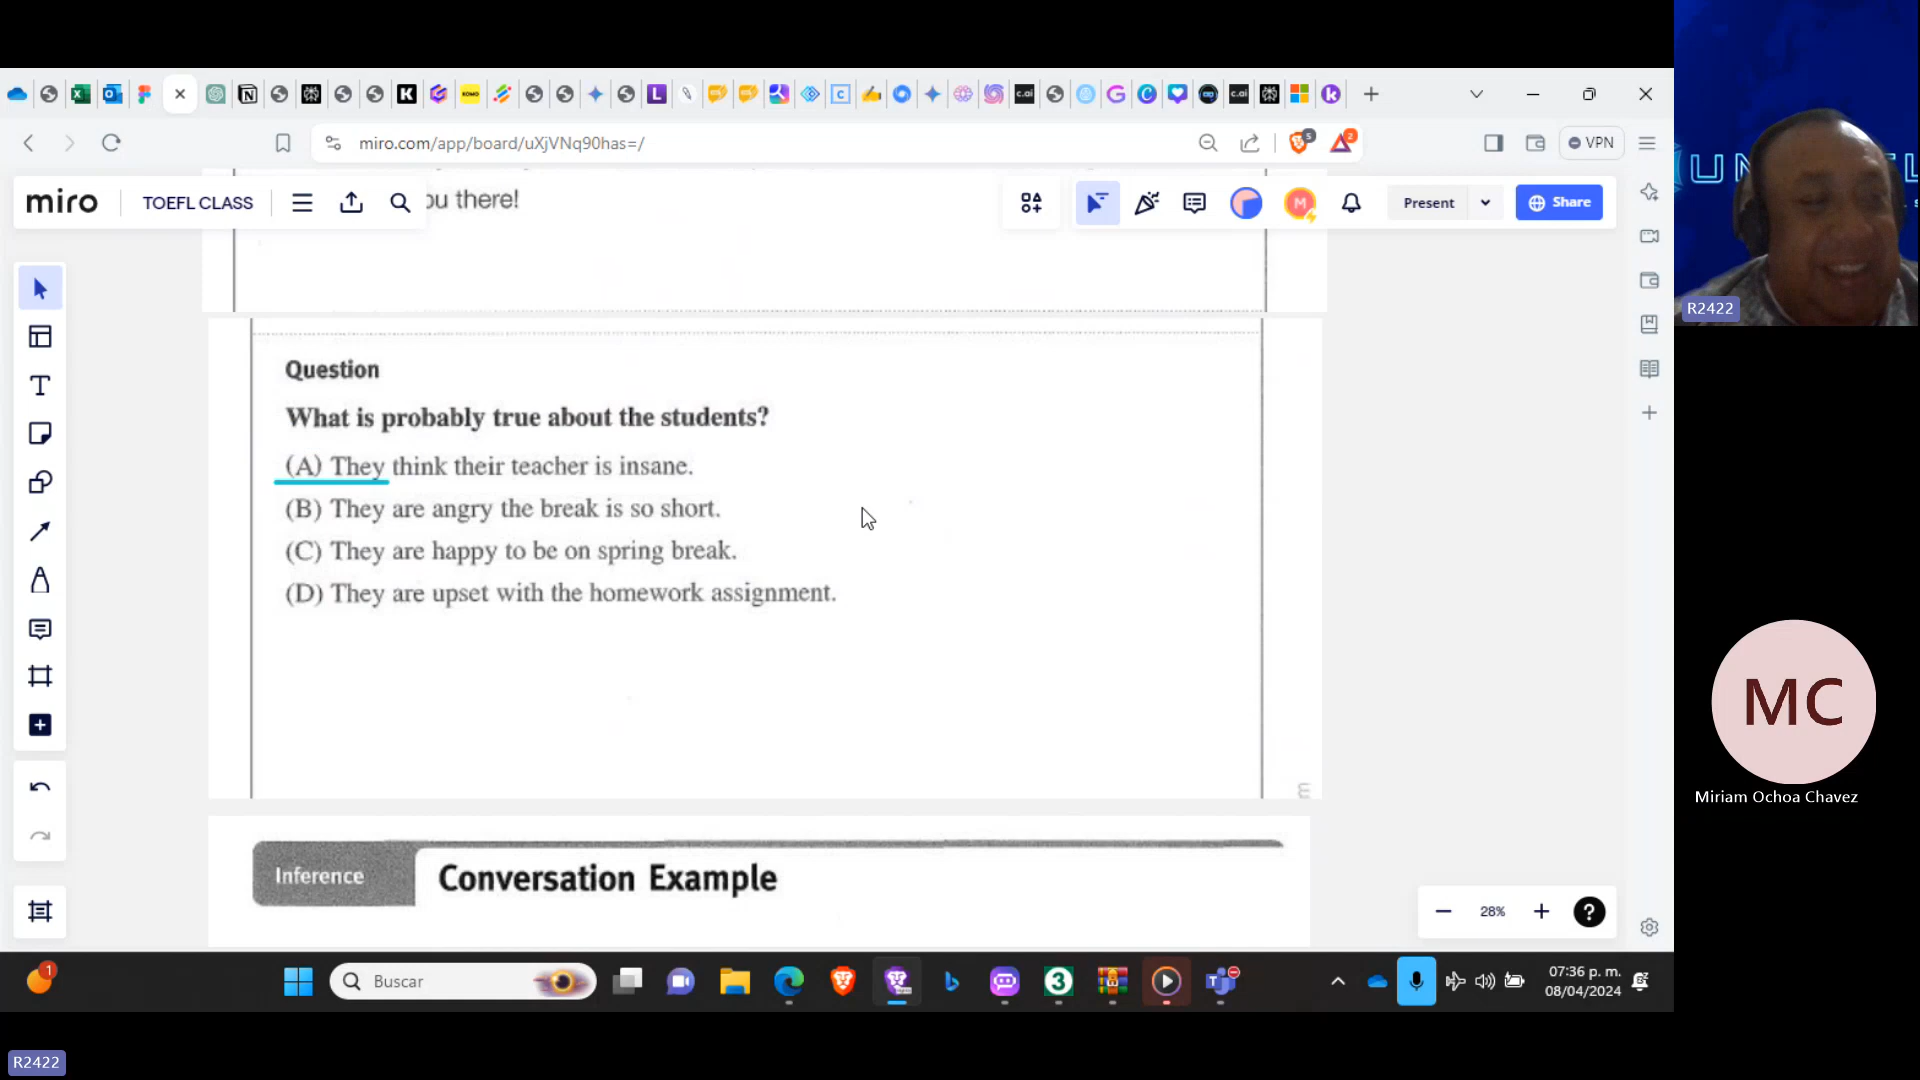 miro.com/app/board/uXjVNq90has=/
VPN
5
2
miro
TOEFL CLASS
ou there!
M
Present
Share
Question
What is probably true about the students?
(A) They think their teacher is insane.
(B) They are angry the break is so short.
(C) They are happy to be on spring break.
(D) They are upset with the homework assignment.
Inference
Conversation Example
28%
Buscar
1
07:36 p. m.
08/04/2024
R2422
MC
Miriam Ochoa Chavez
R2422